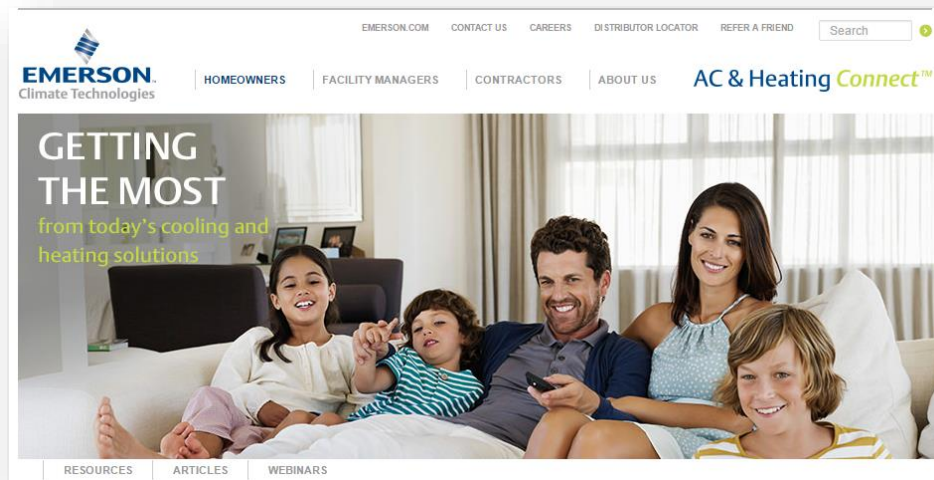 EMERSON.COM CONTACT US CAREERS DISTRIBUTOR LOCATOR REFER A FRIEND Search
EMERSON.
Climate Technologies
HOMEOWNERS FACILITY MANAGERS CONTRACTORS ABOUT US
AC & Heating Connect™
GETTING
THE MOST
from today's cooling and
heating solutions
RESOURCES ARTICLES WEBINARS